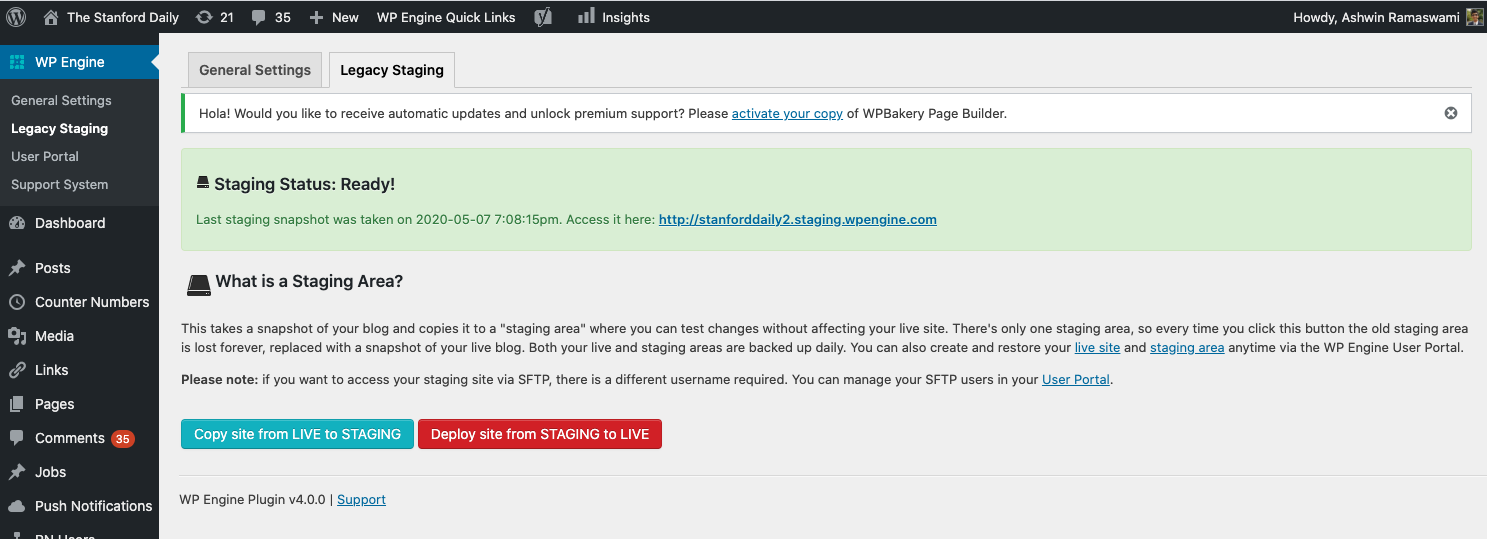 The Stanford Daily 21 35 New WP Engine Quick Links Insights Howdy, Ashwin Ramaswami
WP Engine
General Settings
Legacy Staging
User Portal
Support System
Dashboard
Posts
Counter Numbers
Media
Links
Pages
Comments 35
Jobs
Push Notifications
PN Users
General Settings Legacy Staging
Hola! Would you like to receive automatic updates and unlock premium support? Please activate your copy of WPBakery Page Builder.
Staging Status: Ready!
Last staging snapshot was taken on 2020-05-07 7:08:15pm. Access it here: http://stanforddaily2.staging.wpengine.com
What is a Staging Area?
This takes a snapshot of your blog and copies it to a "staging area" where you can test changes without affecting your live site. There's only one staging area, so every time you click this button the old staging area
is lost forever, replaced with a snapshot of your live blog. Both your live and staging areas are backed up daily. You can also create and restore your live site and staging area anytime via the WP Engine User Portal.
Please note: if you want to access your staging site via SFTP, there is a different username required. You can manage your SFTP users in your User Portal.
Copy site from LIVE to STAGING Deploy site from STAGING to LIVE
WP Engine Plugin v4.0.0 | Support